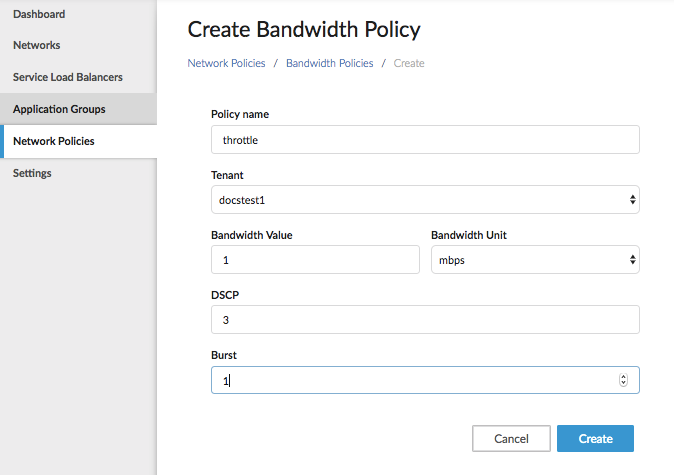 Dashboard
Networks
Service Load Balancers
Application Groups
Network Policies
Settings
Create Bandwidth Policy
Network Policies / Bandwidth Policies / Create
Policy name
throttle
Tenant
docstest1
Bandwidth Value Bandwidth Unit
1 mbps
DSCP
3
Burst
1
Cancel Create